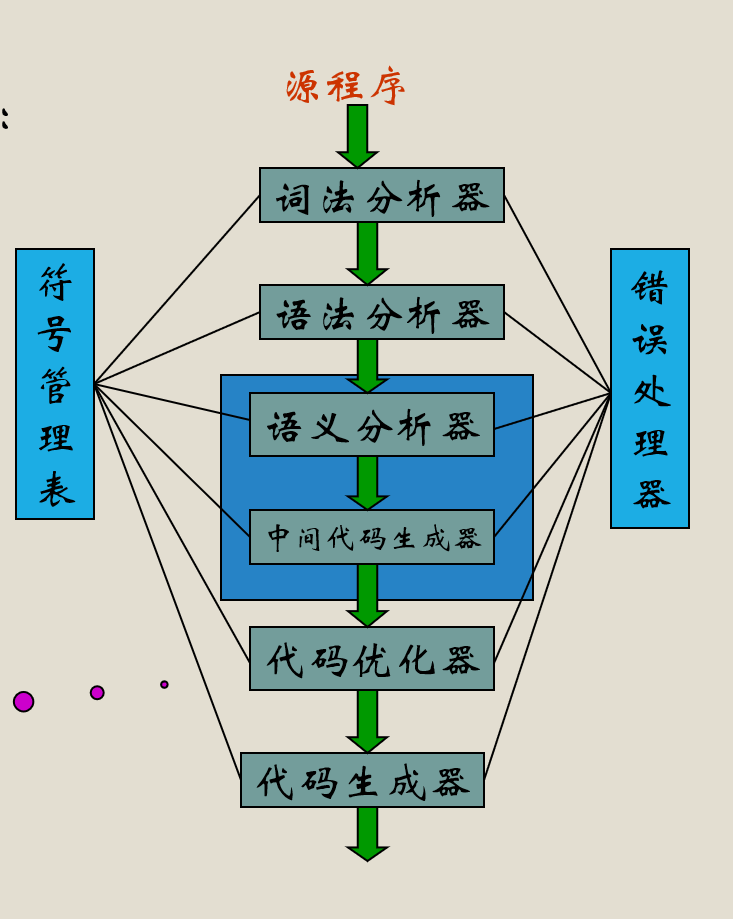 源程序
词法分析器
符号管理表
错误处理器
语法分析器
语义分析器
中间代码生成器
代码优化器
代码生成器